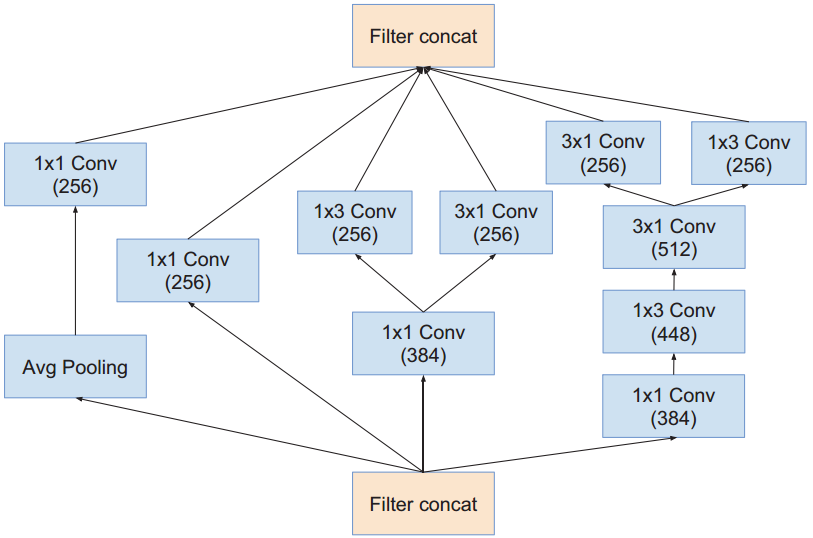 Filter concat
3x1 Conv
(256)
1x3 Conv
(256)
1x1 Conv
(256)
1x3 Conv
(256)
3x1 Conv
(256)
3x1 Conv
(512)
1x1 Conv
(256)
1x3 Conv
(448)
1x1 Conv
(384)
Avg Pooling
1x1 Conv
(384)
Filter concat